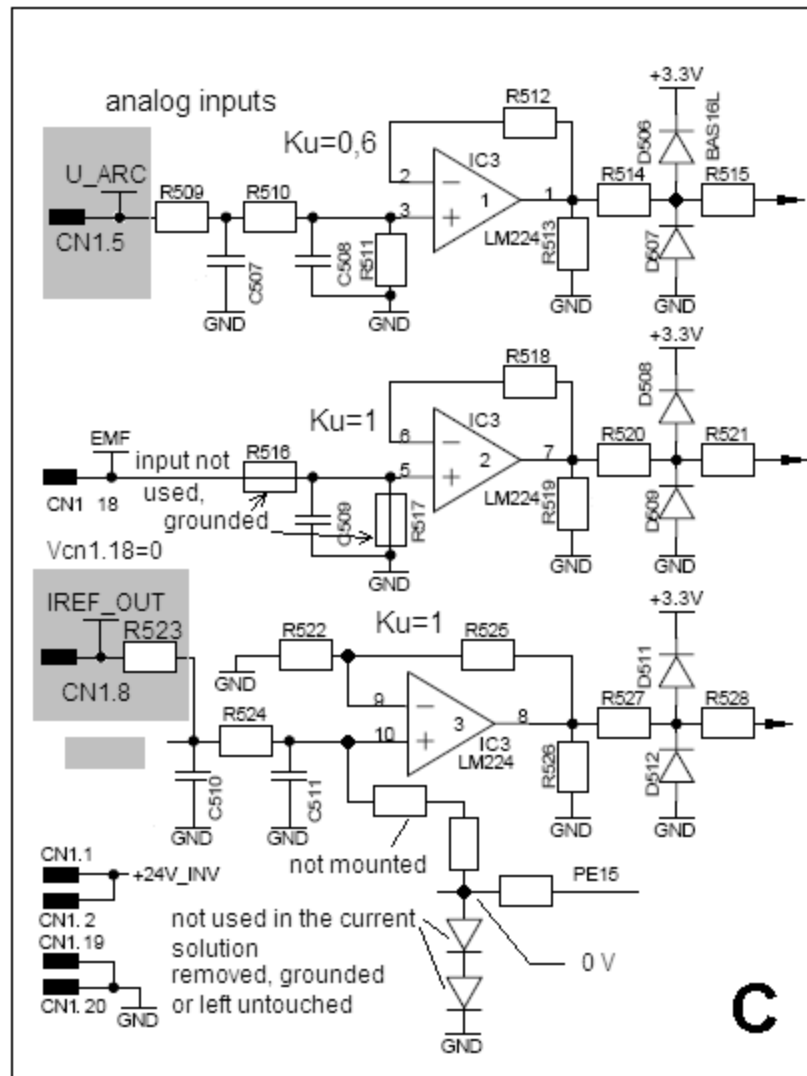 analog inputs
+3.3V
R512
D506
BAS16L
Ku=0,6
IC3
U_ARC
2
R509
R510
1
1
R514
R515
3
CN1.5
LM224
C507
C508
R511
R513
D507
GND
GND
GND
GND
+3.3V
R518
D508
Ku=1
IC3
EMF
6
input not
R516
2
7
R520
R521
used,
5
CN1 18
grounded
LM224
C509
R517
R519
D509
Vcn1.18=0
GND
GND
GND
IREF_OUT
Ku=1
+3.3V
R523
R522
R525
D511
CN1.8
GND
9
R524
3
8
R527
R528
10
IC3
LM224
C510
C511
R526
D512
GND
GND
GND
GND
not mounted
CN1.1
+24V_INV
PE15
CN1. 2
not used in the current
CN1. 19
solution
0 V
removed, grounded
CN1. 20
GND
or left untouched
GND
C